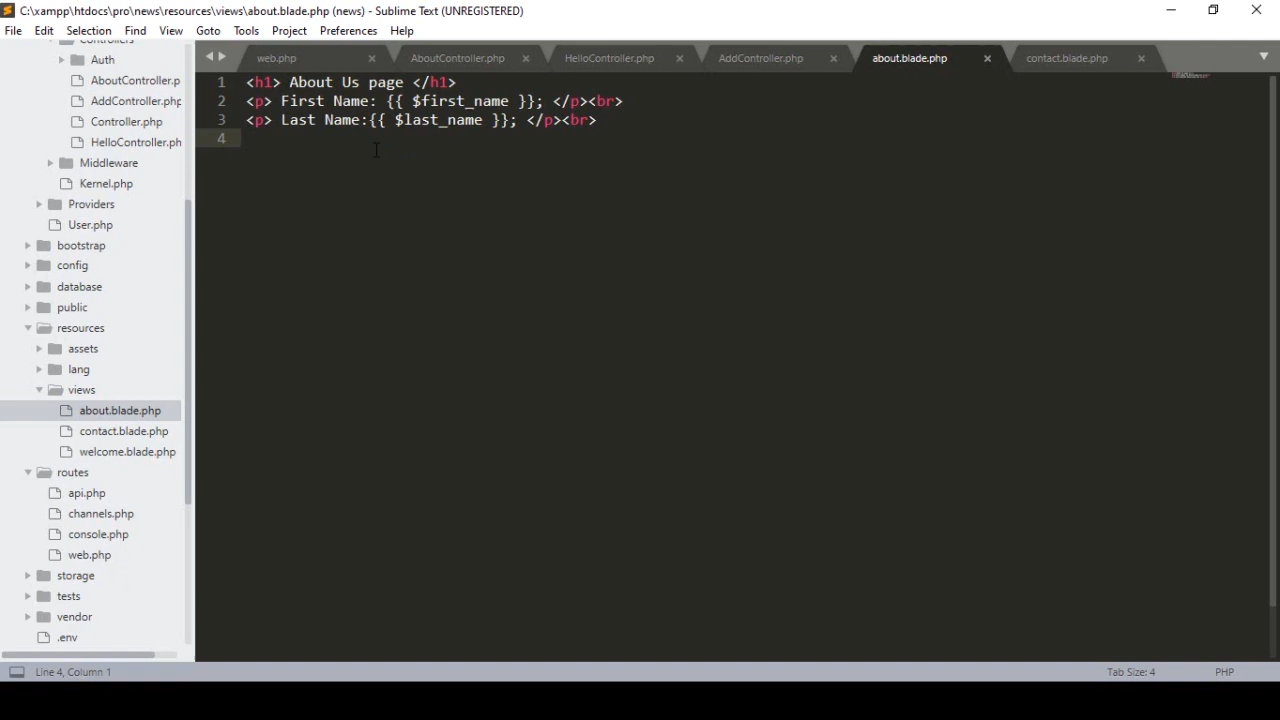 C:\xampp\htdocs\pro\news\resources\views\about.blade.php (news) - Sublime Text (UNREGISTERED)
File Edit Selection View Goto Tools Project Preferences Help
Controllers
Auth
AboutController.p
AddController.php
Controller.php
HelloController.ph
Middleware
Kernel.php
Providers
User.php
bootstrap
config
database
public
resources
assets
lang
views
about.blade.php
contact.blade.php
welcome.blade.php
routes
api.php
channels.php
console.php
web.php
storage
tests
vendor
.env
web.php AboutController.php HelloController.php AddController.php about.blade.php contact.blade.php
1 <h1> About Us page </h1>
2 <p> First Name: {{ $first_name }}; </p><br>
3 <p> Last Name:{{ $last_name }}; </p><br>
4
Line 4, Column 1 Tab Size: 4 PHP